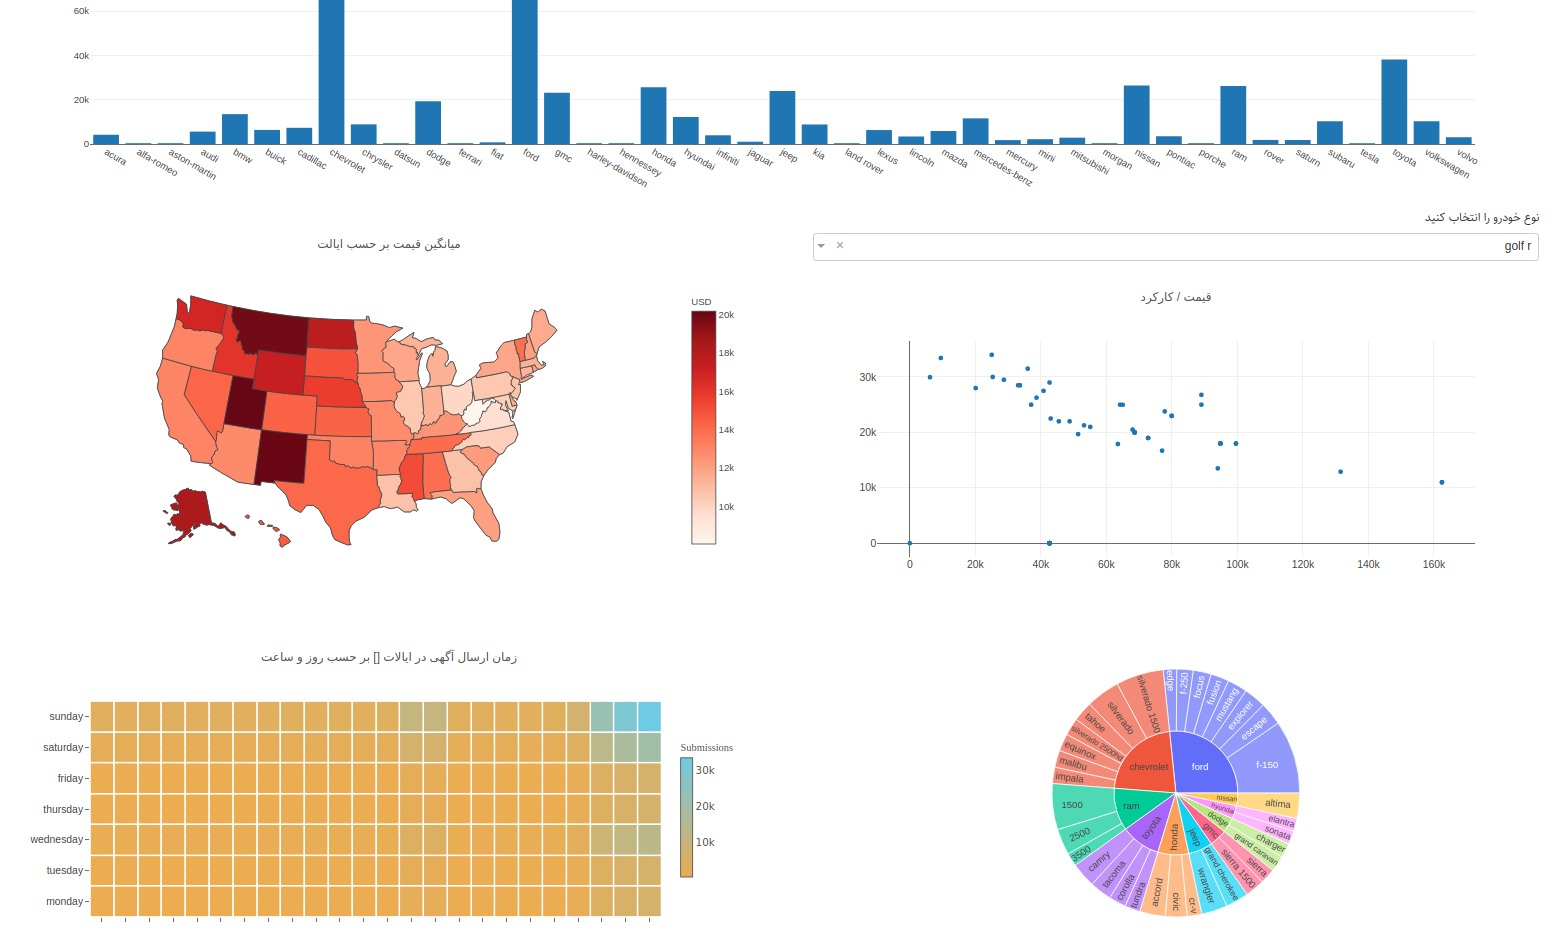 60k
40k
20k
0
acura
alfa-romeo
aston-martin
audi
bmw
buick
cadillac
chevrolet
chrysler
datsun
dodge
ferrari
fiat
ford
gmc
harley-davidson
hennessey
honda
hyundai
infiniti
jaguar
jeep
kia
land rover
lexus
lincoln
mazda
mercedes-benz
mercury
mini
mitsubishi
morgan
nissan
pontiac
porche
ram
rover
saturn
subaru
tesla
toyota
volkswagen
volvo
نوع خودرو را انتخاب کنید
golf r
×
میانگین قیمت بر حسب ایالت
USD
20k
18k
16k
14k
12k
10k
قیمت / کارکرد
30k
20k
10k
0
0 20k 40k 60k 80k 100k 120k 140k 160k
زمان ارسال آگهی در ایالات [] بر حسب روز و ساعت
sunday
saturday
friday
thursday
wednesday
tuesday
monday
Submissions
30k
20k
10k
ford
f-150
escape
explorer
mustang
fusion
focus
f-250
edge
chevrolet
silverado 1500
silverado
tahoe
silverado 2500hd
equinox
malibu
impala
ram
1500
2500
3500
toyota
camry
tacoma
corolla
tundra
honda
accord
civic
cr-v
jeep
wrangler
grand cherokee
gmc
sierra 1500
sierra
dodge
grand caravan
charger
hyundai
sonata
elantra
nissan
altima